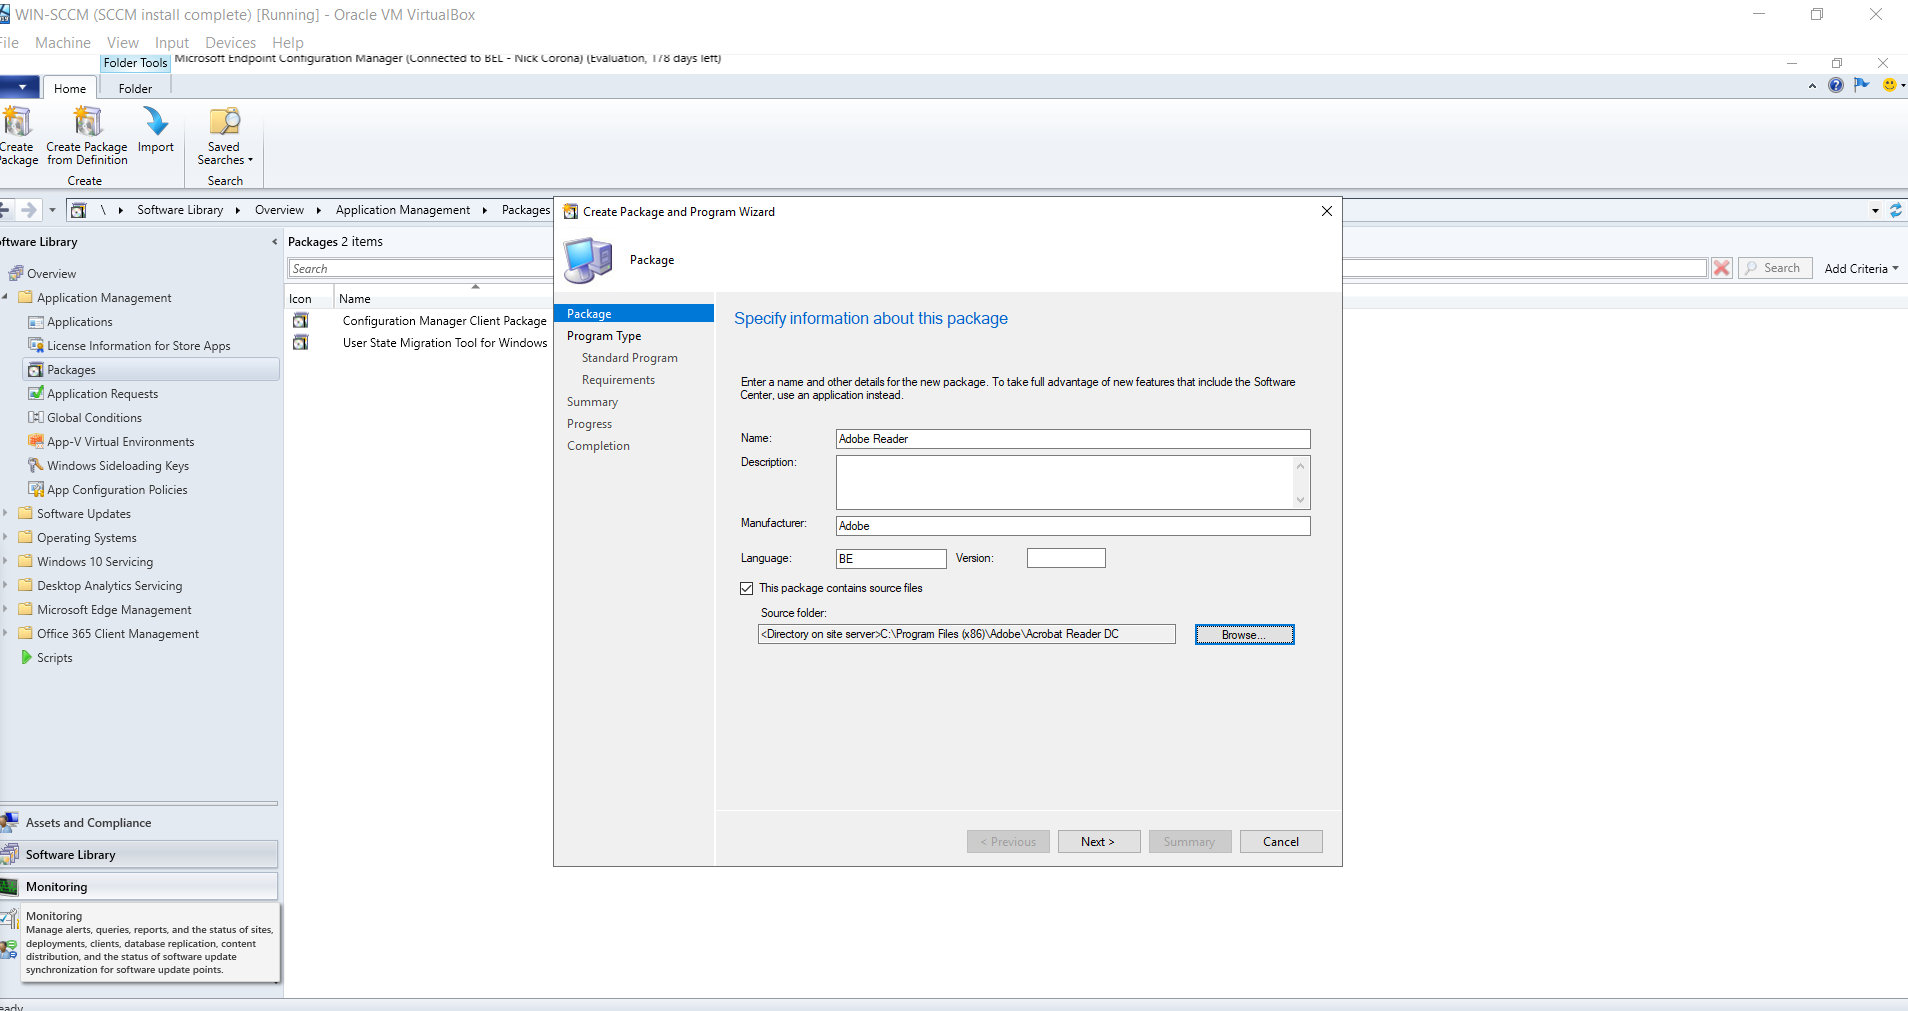 WIN-SCCM (SCCM install complete) [Running] - Oracle VM VirtualBox
File Machine View Input Devices Help
Folder Tools Microsoft Endpoint Configuration Manager (Connected to BEL - Nick Corona) (Evaluation, 178 days left)
Home Folder
Create Package
Create Package from Definition
Import
Saved Searches
Create
Search
\ Software Library Overview Application Management Packages
ftware Library
Overview
Application Management
Applications
License Information for Store Apps
Packages
Application Requests
Global Conditions
App-V Virtual Environments
Windows Sideloading Keys
App Configuration Policies
Software Updates
Operating Systems
Windows 10 Servicing
Desktop Analytics Servicing
Microsoft Edge Management
Office 365 Client Management
Scripts
Assets and Compliance
Software Library
Monitoring
Monitoring
Manage alerts, queries, reports, and the status of sites,
deployments, clients, database replication, content
distribution, and the status of software update
synchronization for software update points.
eady
Packages 2 items
Search
Search
Add Criteria
Icon Name
Configuration Manager Client Package
User State Migration Tool for Windows
Create Package and Program Wizard
Package
Package
Program Type
Standard Program
Requirements
Summary
Progress
Completion
Specify information about this package
Enter a name and other details for the new package. To take full advantage of new features that include the Software
Center, use an application instead.
Name: Adobe Reader
Description:
Manufacturer: Adobe
Language: BE Version:
This package contains source files
Source folder:
<Directory on site server>C:\Program Files (x86)\Adobe\Acrobat Reader DC Browse...
< Previous Next > Summary Cancel